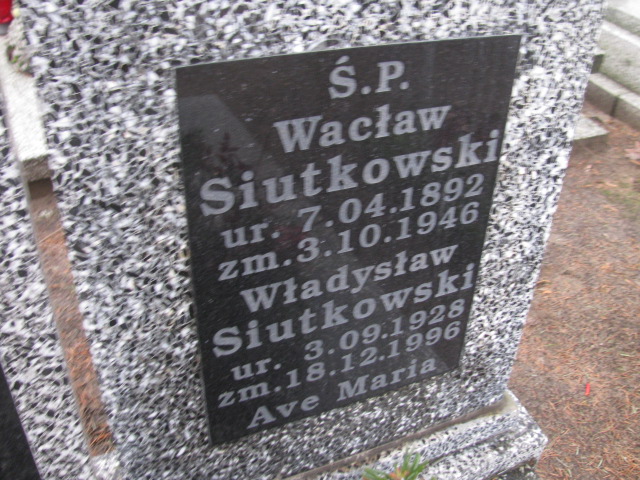 Ś.P.
Wacław
Siutkowski
ur. 7.04.1892
zm.3.10.1946
Władysław
Siutkowski
ur. 3.09.1928
zm.18.12.1996
Ave Maria